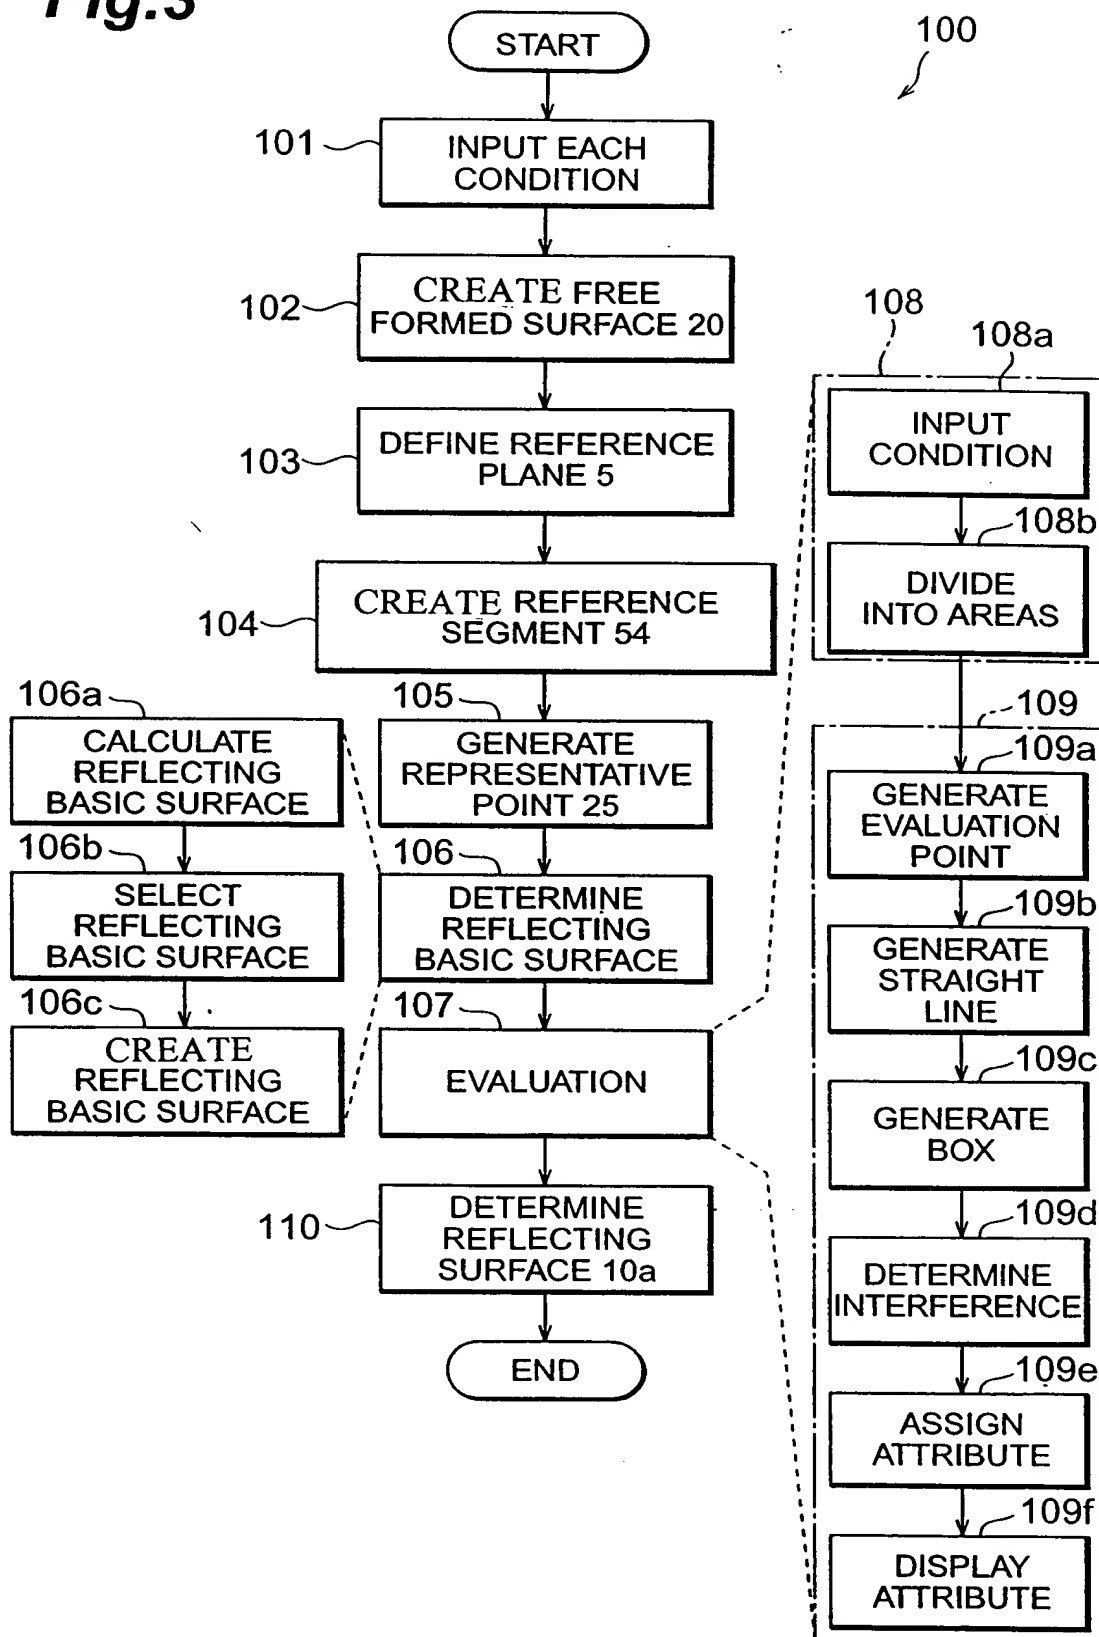 Fig.3
START
100
101
INPUT EACH
CONDITION
102
CREATE FREE
FORMED SURFACE 20
103
DEFINE REFERENCE
PLANE 5
104
CREATE REFERENCE
SEGMENT 54
105
GENERATE
REPRESENTATIVE
POINT 25
106
DETERMINE
REFLECTING
BASIC SURFACE
106a
CALCULATE
REFLECTING
BASIC SURFACE
106b
SELECT
REFLECTING
BASIC SURFACE
106c
CREATE
REFLECTING
BASIC SURFACE
107
EVALUATION
108
108a
INPUT
CONDITION
108b
DIVIDE
INTO AREAS
109
109a
GENERATE
EVALUATION
POINT
109b
GENERATE
STRAIGHT
LINE
109c
GENERATE
BOX
109d
DETERMINE
INTERFERENCE
109e
ASSIGN
ATTRIBUTE
109f
DISPLAY
ATTRIBUTE
110
DETERMINE
REFLECTING
SURFACE 10a
END